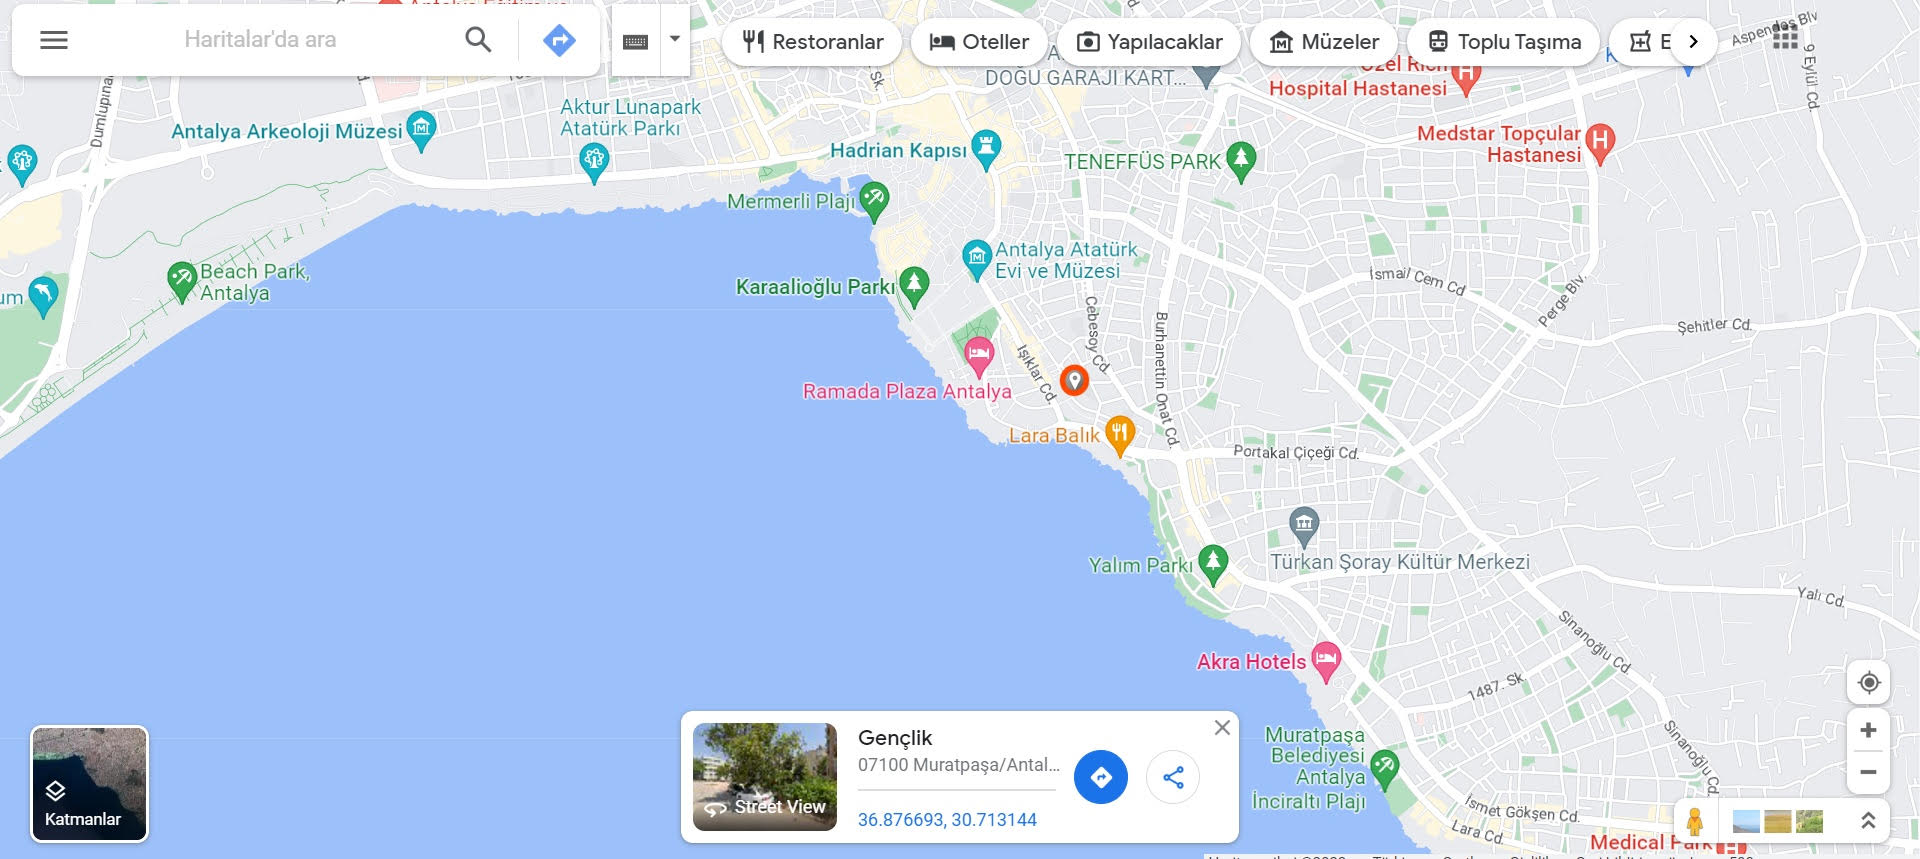 Haritalar'da ara
Restoranlar
Oteller
Yapılacaklar
Müzeler
Toplu Taşıma
E
Antalya Eğitim ve
Aspendos Blv
9 Eylül Cd.
Dumlupınar
Sk.
DOĞU GARAJI KART...
Özel Rich
Hospital Hastanesi
Aktur Lunapark
Atatürk Parkı
Antalya Arkeoloji Müzesi
Hadrian Kapısı
TENEFFÜS PARK
Medstar Topçular
Hastanesi
Mermerli Plajı
Antalya Atatürk
Evi ve Müzesi
Beach Park,
Antalya
um
Karaalioğlu Parkı
İsmail Cem Cd
Perge Blv.
Şehitler Cd.
Cebesoy Cd.
Burhanettin Onat Cd.
Işıklar Cd.
Ramada Plaza Antalya
Lara Balık
Portakal Çiçeği Cd.
Türkan Şoray Kültür Merkezi
Yalım Parkı
Yalı Cd.
Sinanoğlu Cd.
Akra Hotels
1487. Sk
Sinanoğlu Cd.
Muratpaşa
Belediyesi
Antalya
İnciraltı Plajı
İsmet Gökşen Cd.
Lara Cd.
Medical Park
Katmanlar
Street View
Gençlik
07100 Muratpaşa/Antal...
36.876693, 30.713144